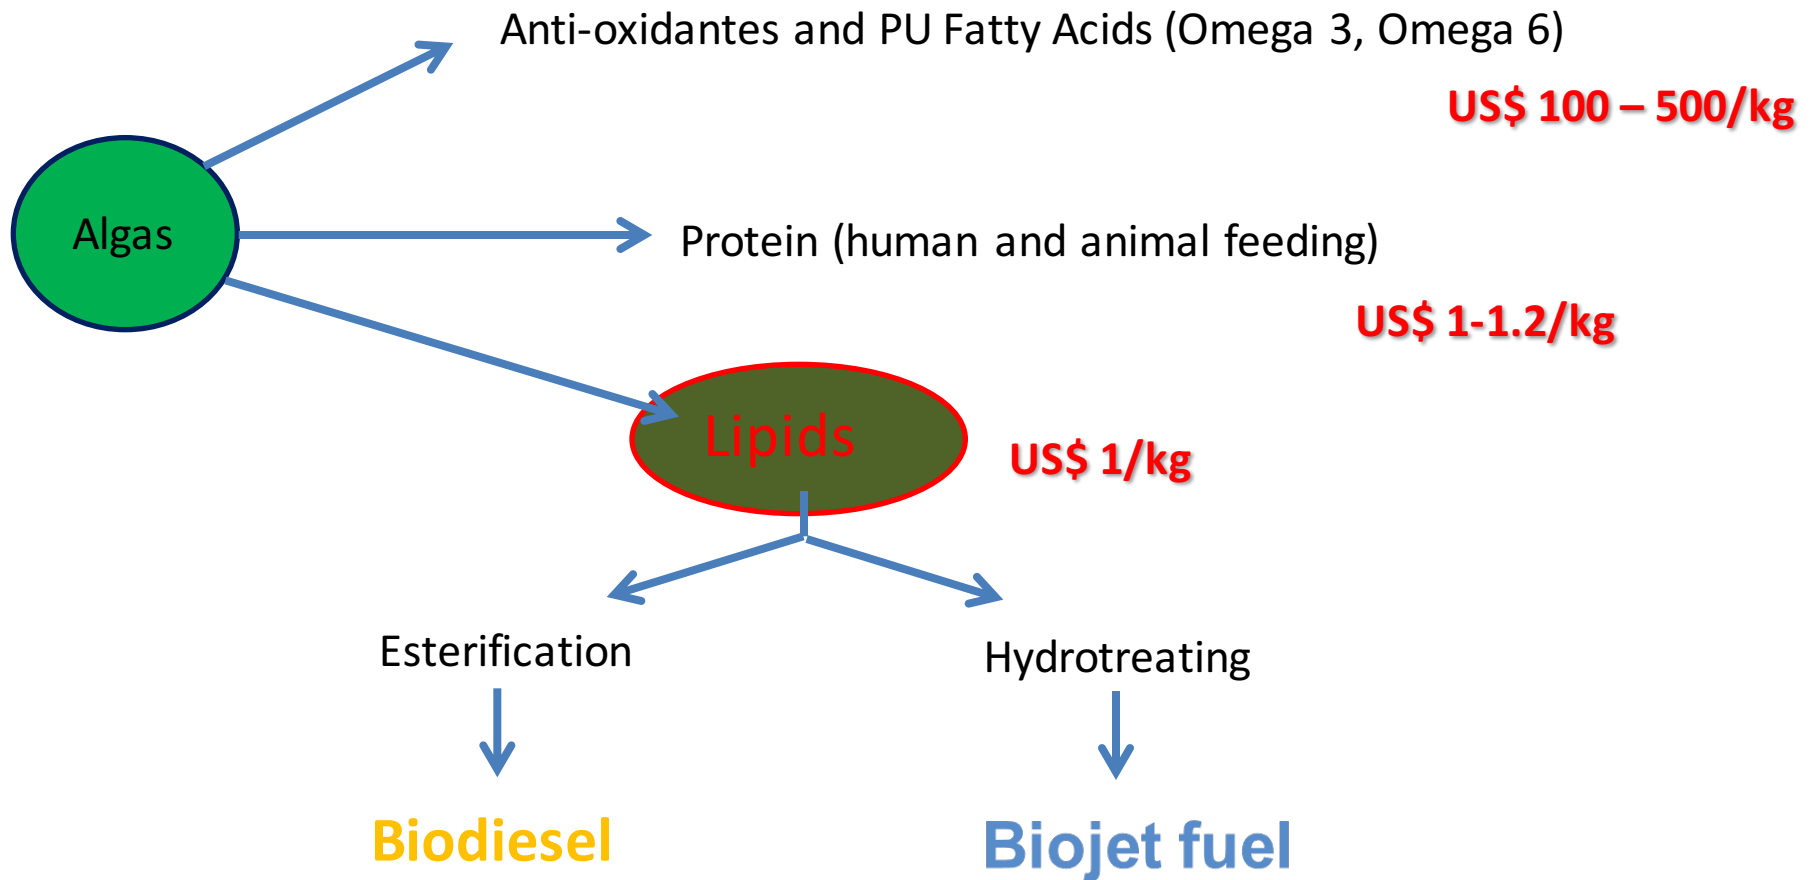 Anti-oxidantes and PU Fatty Acids (Omega 3, Omega 6)
US$ 100 – 500/kg
Algas
Protein (human and animal feeding)
US$ 1-1.2/kg
Lipids
US$ 1/kg
Esterification
Hydrotreating
Biodiesel
Biojet fuel